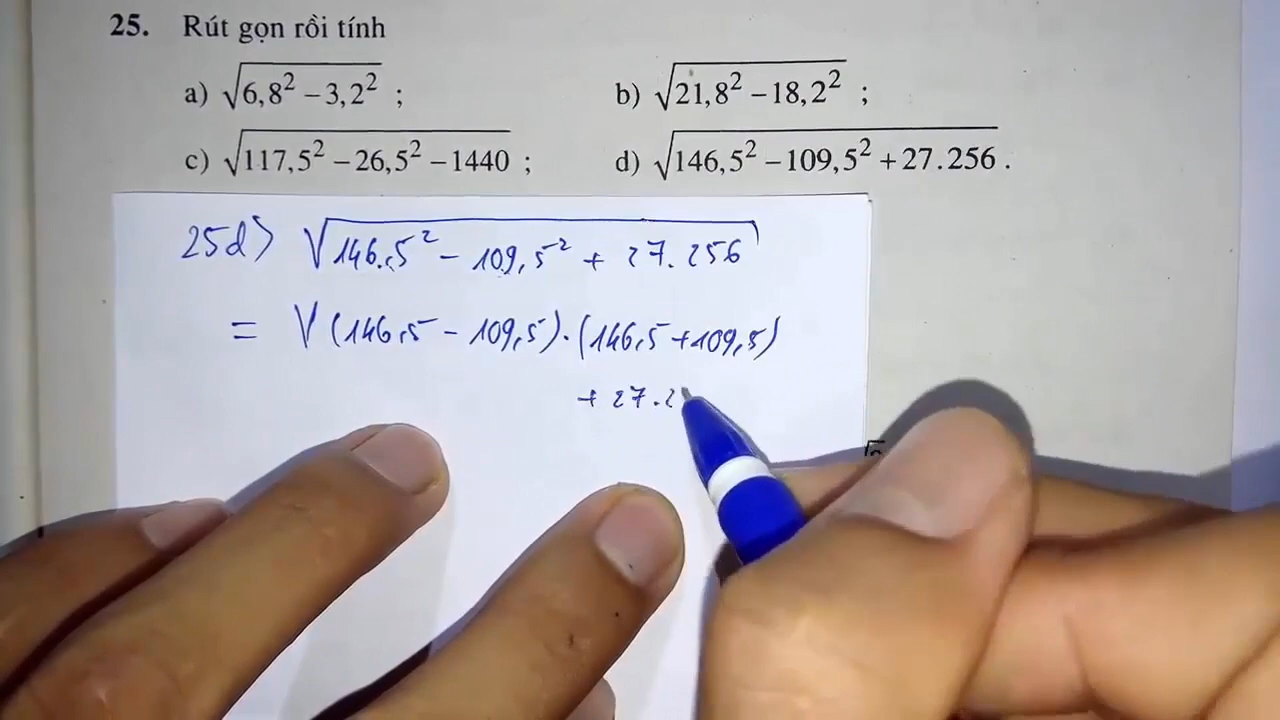 25. Rút gọn rồi tính
a) √6,8² – 3,2² ; b) √21,8² – 18,2² ;
c) √117,5² – 26,5² – 1440 ; d) √146,5² – 109,5² + 27.256 .
25d) √146,5² - 109,5² + 27.256
= √(146,5 - 109,5).(146,5 + 109,5)
+ 27.2